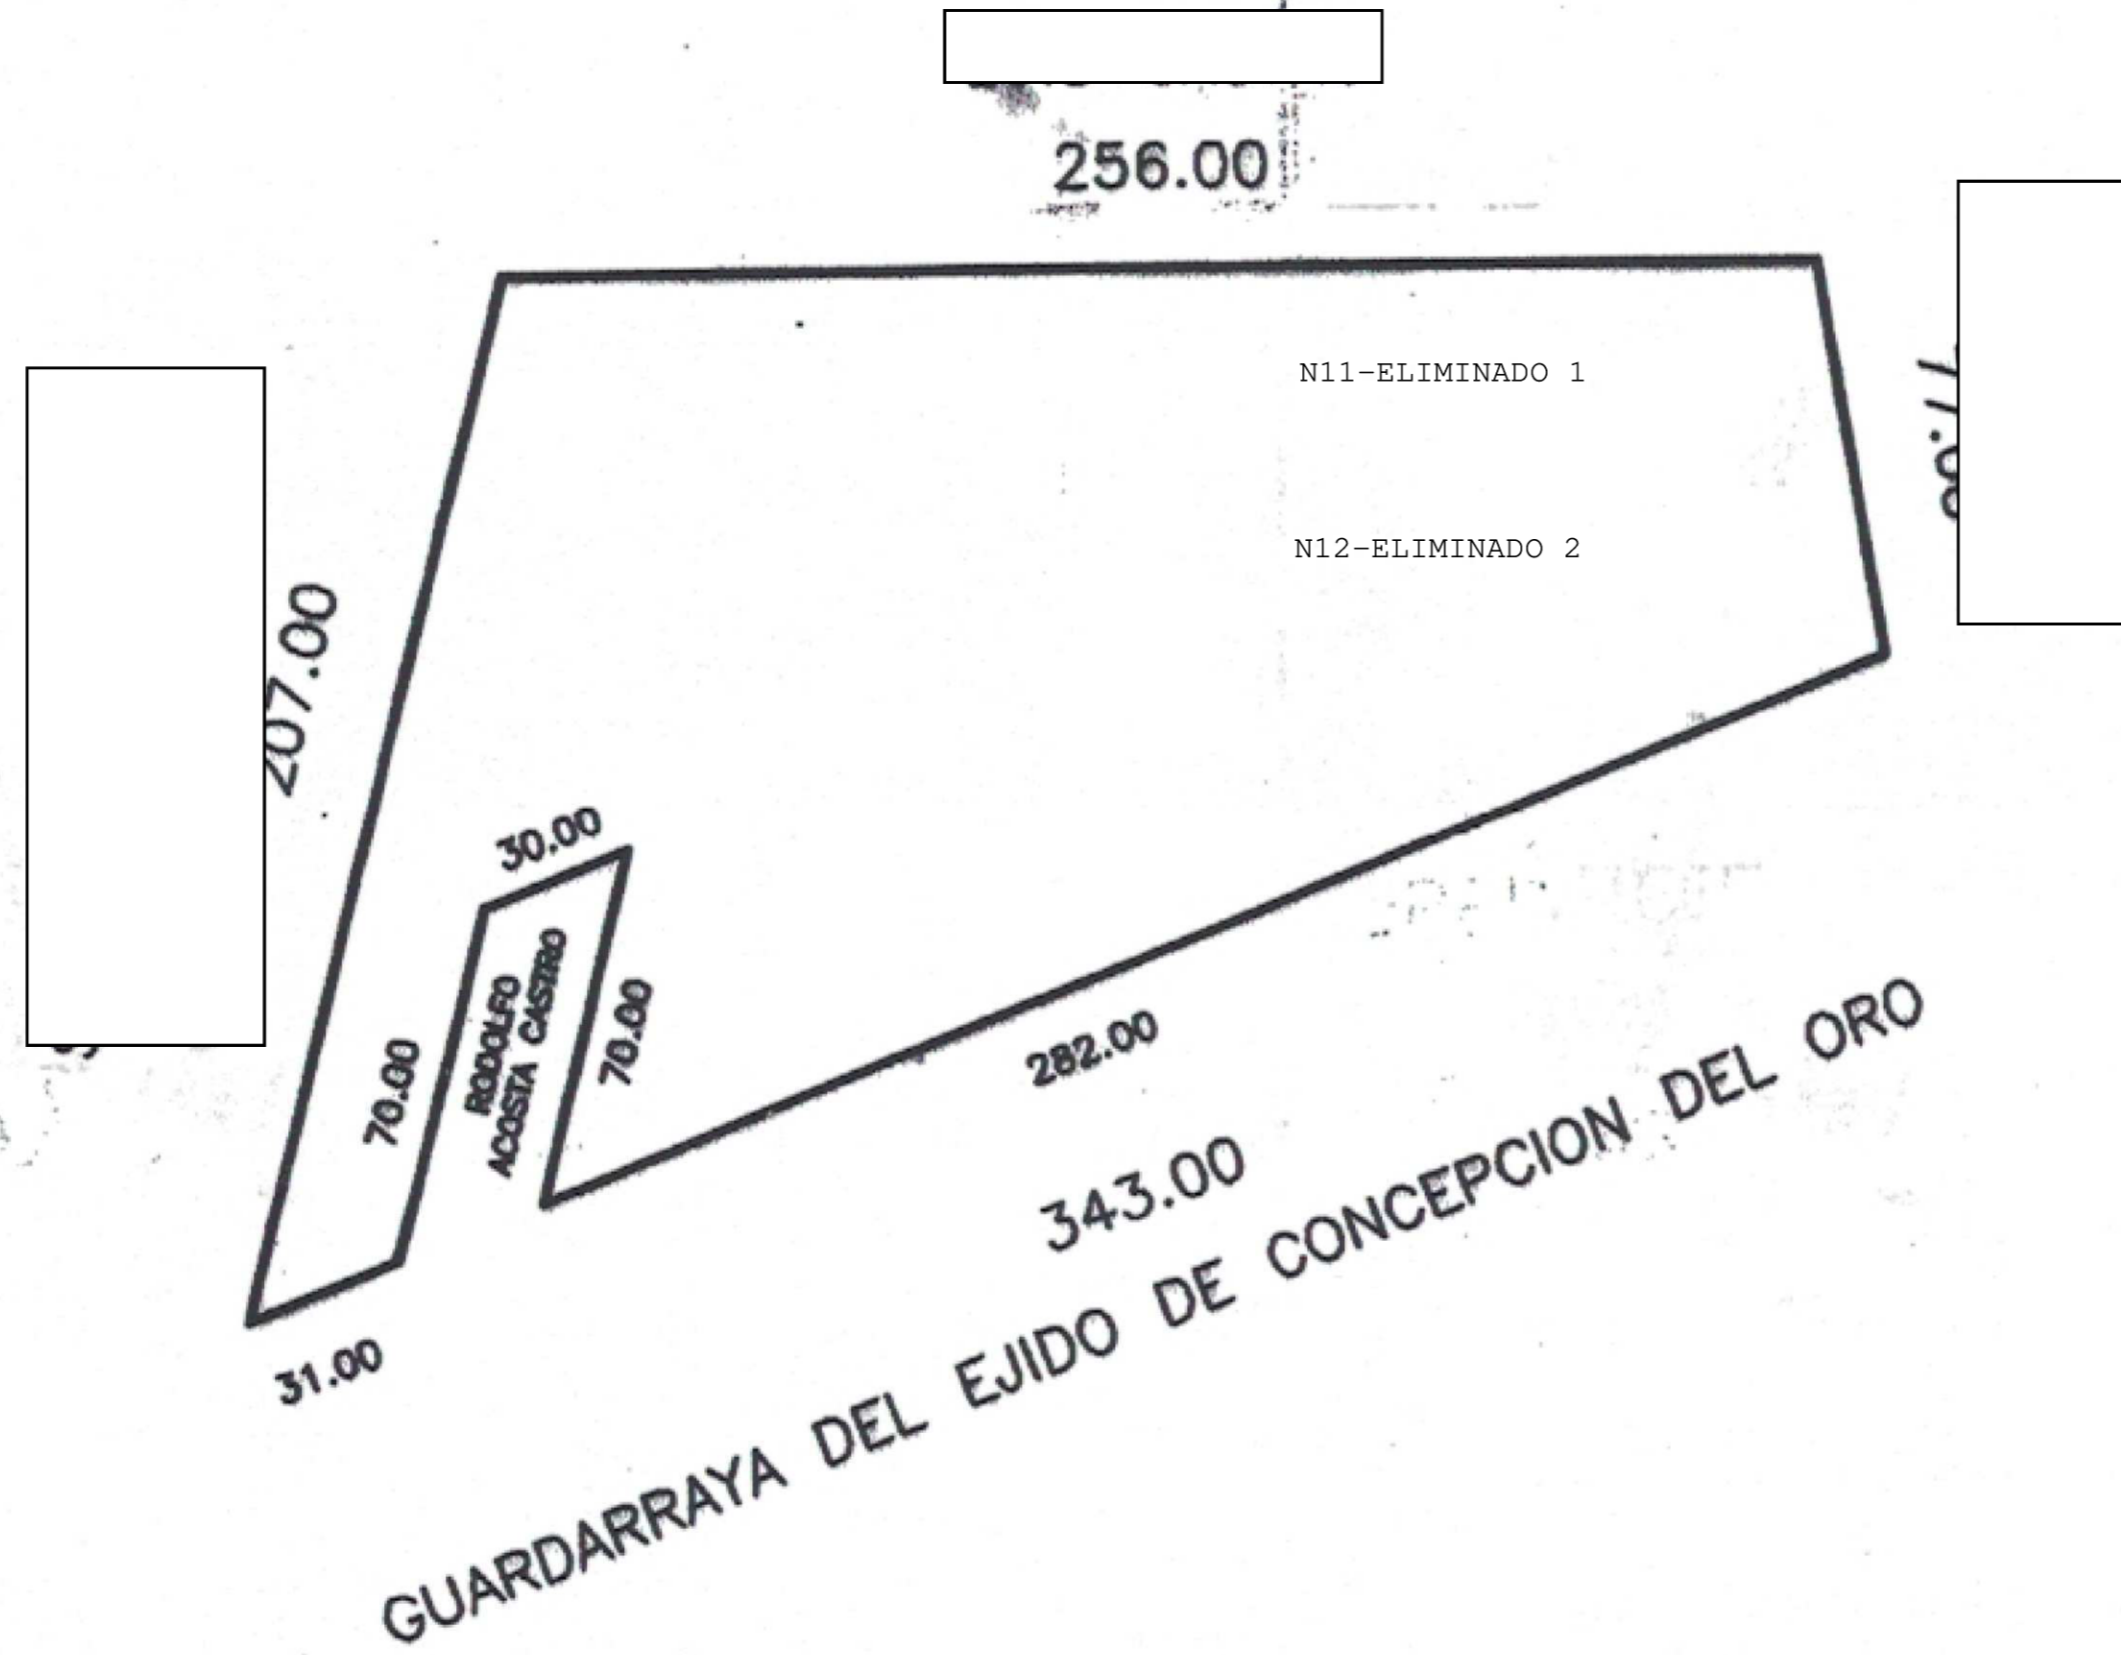 256.00
N11-ELIMINADO 1
N12-ELIMINADO 2
207.00
30.00
RODOLFO
ACOSTA CASTRO
70.00
70.00
282.00
31.00
343.00
GUARDARRAYA DEL EJIDO DE CONCEPCION DEL ORO